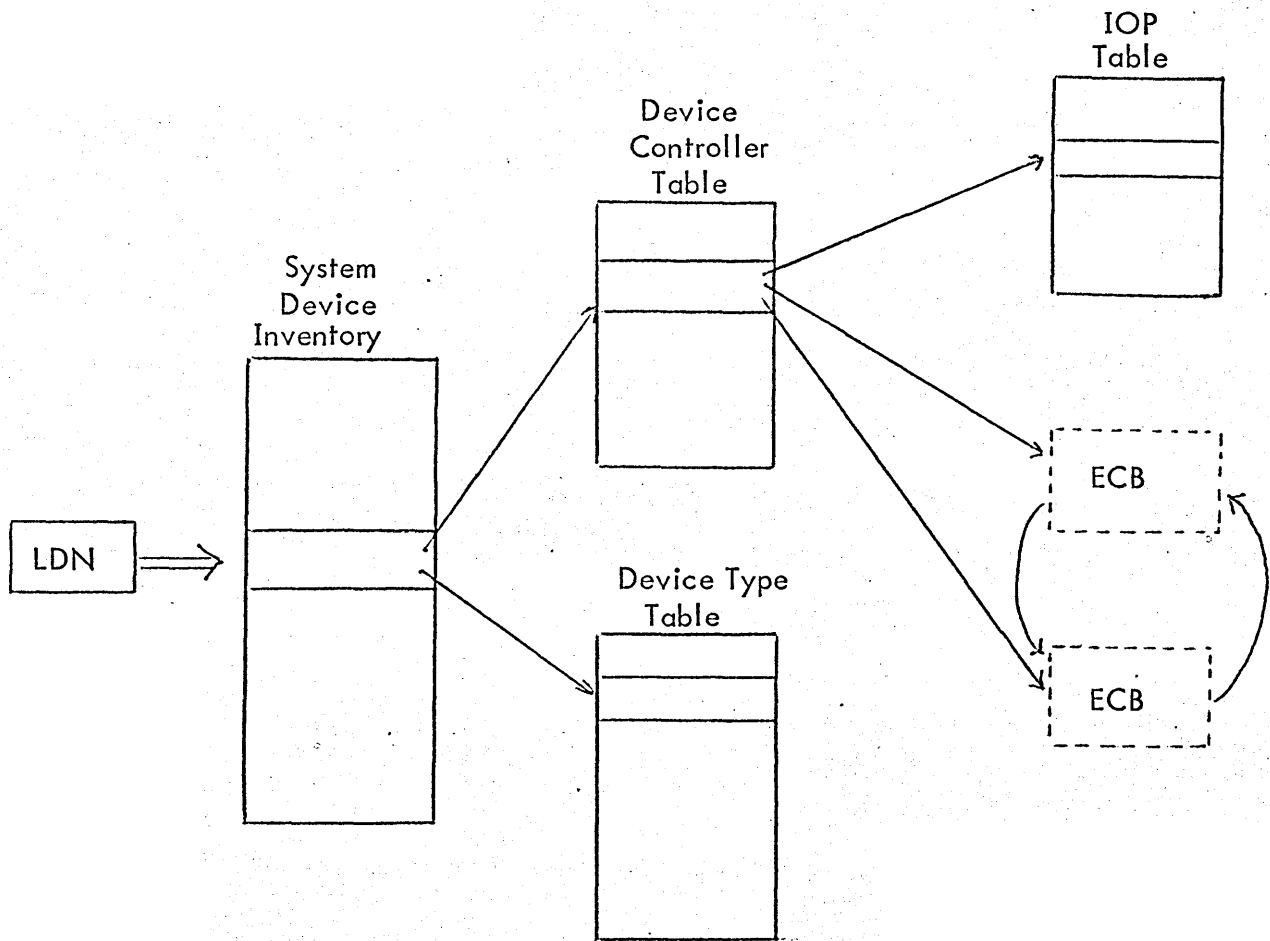 IOP
Table
Device
Controller
Table
System
Device
Inventory
ECB
LDN
Device Type
Table
ECB